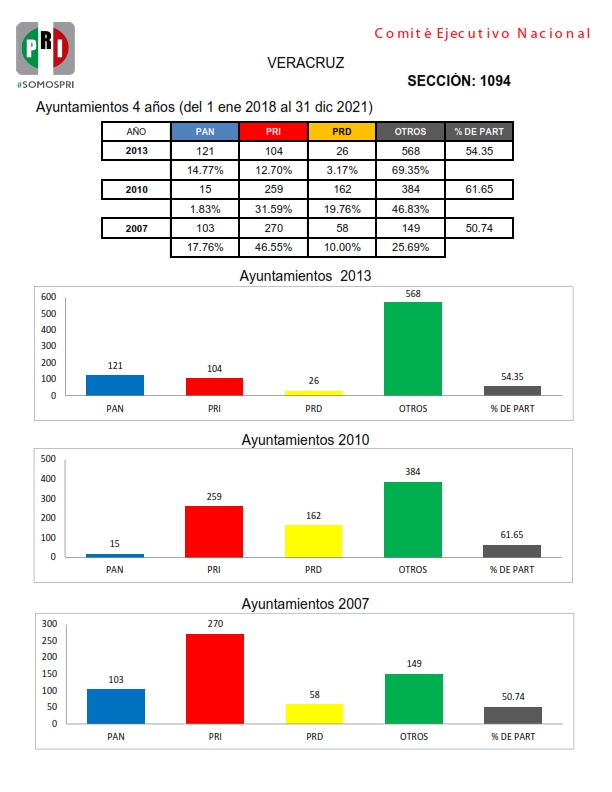 Comité Ejecutivo Nacional
PRI
#SOMOSPRI
VERACRUZ
SECCIÓN: 1094
Ayuntamientos 4 años (del 1 ene 2018 al 31 dic 2021)
AÑO PAN PRI PRD OTROS % DE PART
2013 121 104 26 568 54.35
14.77% 12.70% 3.17% 69.35%
2010 15 259 162 384 61.65
1.83% 31.59% 19.76% 46.83%
2007 103 270 58 149 50.74
17.76% 46.55% 10.00% 25.69%
Ayuntamientos 2013
600
500
400
300
200
100
0
121 104 26 568 54.35
PAN PRI PRD OTROS % DE PART
Ayuntamientos 2010
500
400
300
200
100
0
15 259 162 384 61.65
PAN PRI PRD OTROS % DE PART
Ayuntamientos 2007
300
250
200
150
100
50
0
103 270 58 149 50.74
PAN PRI PRD OTROS % DE PART